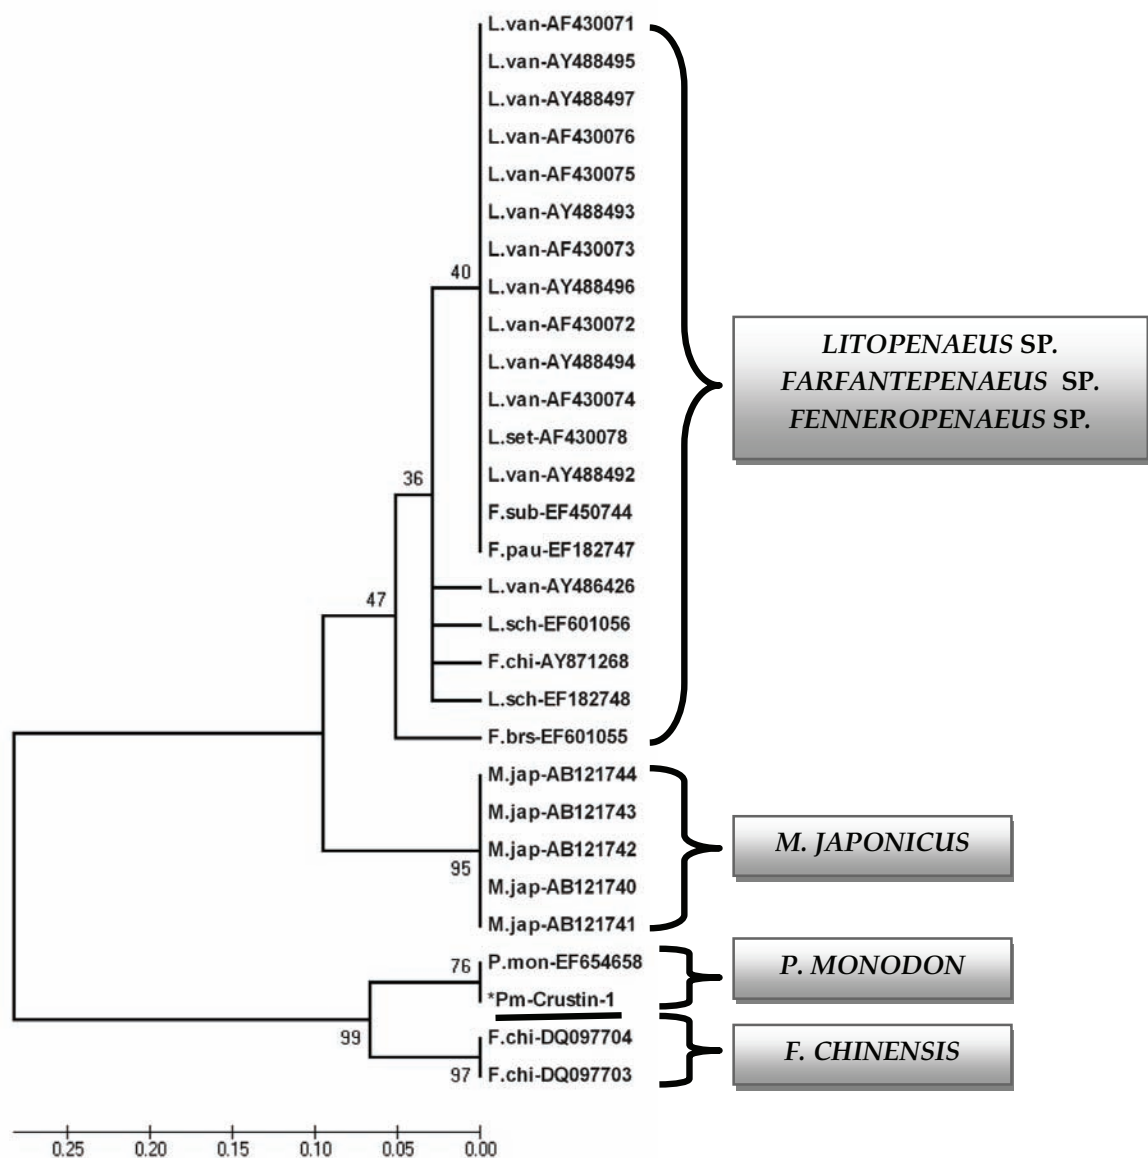 L.van-AF430071
L.van-AY488495
L.van-AY488497
L.van-AF430076
L.van-AF430075
L.van-AY488493
L.van-AF430073
40
L.van-AY488496
L.van-AF430072
L.van-AY488494
L.van-AF430074
L.set-AF430078
36
L.van-AY488492
F.sub-EF450744
F.pau-EF182747
L.van-AY486426
47
L.sch-EF601056
F.chi-AY871268
L.sch-EF182748
F.brs-EF601055
LITOPENAEUS SP.
FARFANTEPENAEUS SP.
FENNEROPENAEUS SP.
M.jap-AB121744
M.jap-AB121743
M.jap-AB121742
95
M.jap-AB121740
M.jap-AB121741
M. JAPONICUS
76
P.mon-EF654658
*Pm-Crustin-1
P. MONODON
99
F.chi-DQ097704
97
F.chi-DQ097703
F. CHINENSIS
0.25 0.20 0.15 0.10 0.05 0.00